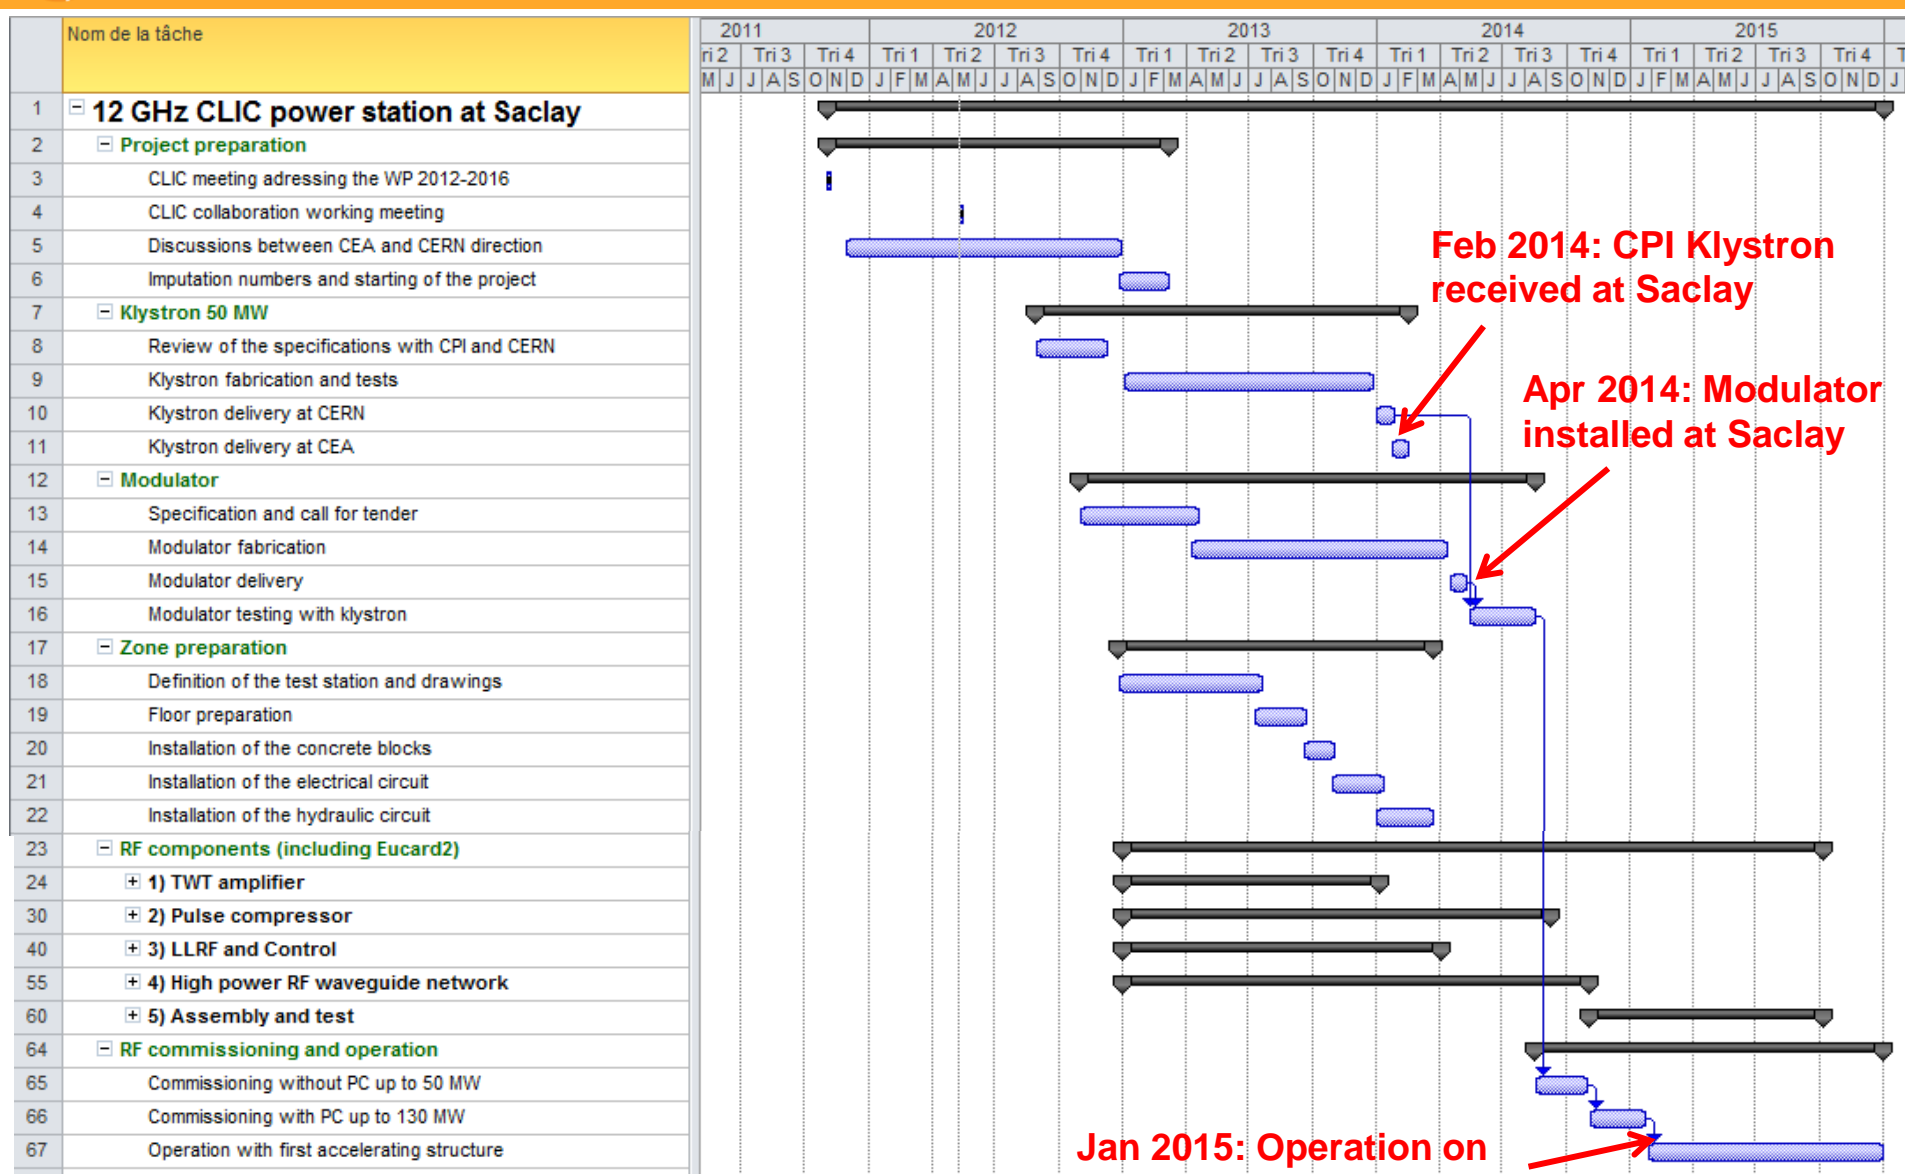 Nom de la tâche
2011 2012 2013 2014 2015
ri 2 Tri 3 Tri 4 Tri 1 Tri 2 Tri 3 Tri 4 Tri 1 Tri 2 Tri 3 Tri 4 Tri 1 Tri 2 Tri 3 Tri 4 Tri 1 Tri 2 Tri 3 Tri 4 T
M J J A S O N D J F M A M J J A S O N D J F M A M J J A S O N D J F M A M J J A S O N D J F M A M J J A S O N D J
1 12 GHz CLIC power station at Saclay
2 Project preparation
3 CLIC meeting adressing the WP 2012-2016
4 CLIC collaboration working meeting
5 Discussions between CEA and CERN direction
6 Imputation numbers and starting of the project
Feb 2014: CPI Klystron
received at Saclay
7 Klystron 50 MW
8 Review of the specifications with CPI and CERN
9 Klystron fabrication and tests
10 Klystron delivery at CERN
11 Klystron delivery at CEA
Apr 2014: Modulator
installed at Saclay
12 Modulator
13 Specification and call for tender
14 Modulator fabrication
15 Modulator delivery
16 Modulator testing with klystron
17 Zone preparation
18 Definition of the test station and drawings
19 Floor preparation
20 Installation of the concrete blocks
21 Installation of the electrical circuit
22 Installation of the hydraulic circuit
23 RF components (including Eucard2)
24 1) TWT amplifier
30 2) Pulse compressor
40 3) LLRF and Control
55 4) High power RF waveguide network
60 5) Assembly and test
64 RF commissioning and operation
65 Commissioning without PC up to 50 MW
66 Commissioning with PC up to 130 MW
67 Operation with first accelerating structure
Jan 2015: Operation on